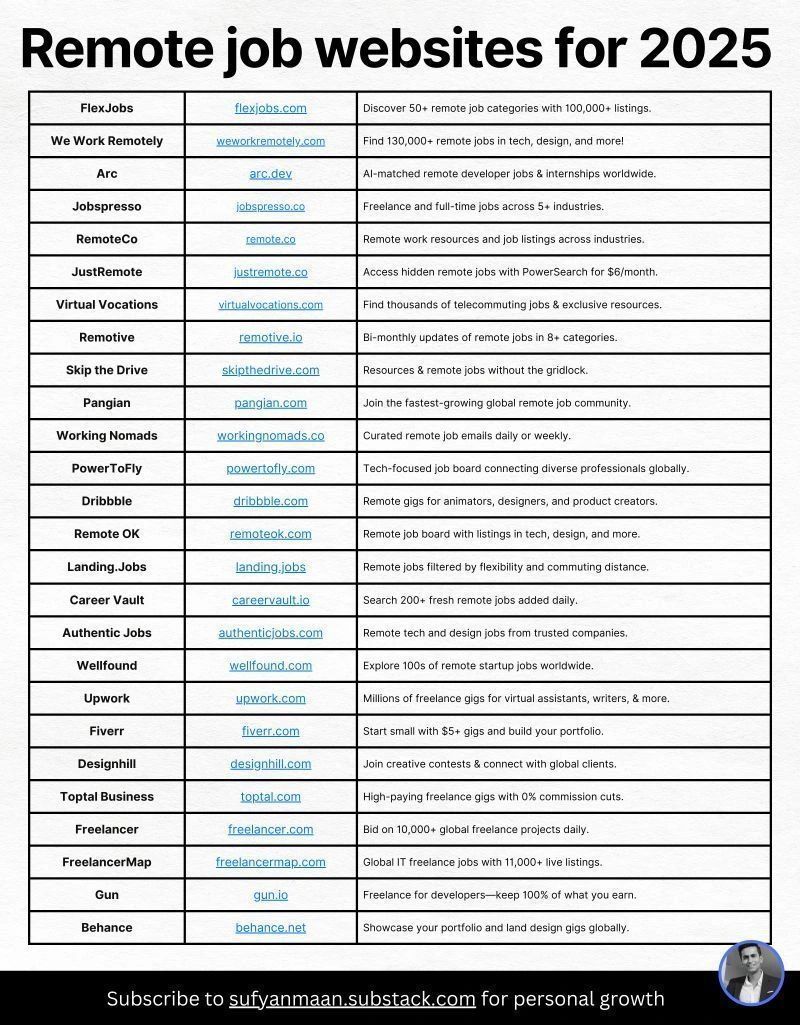 Remote job websites for 2025
FlexJobs flexjobs.com Discover 50+ remote job categories with 100,000+ listings.
We Work Remotely weworkremotely.com Find 130,000+ remote jobs in tech, design, and more!
Arc arc.dev AI-matched remote developer jobs & internships worldwide.
Jobspresso jobspresso.co Freelance and full-time jobs across 5+ industries.
RemoteCo remote.co Remote work resources and job listings across industries.
JustRemote justremote.co Access hidden remote jobs with PowerSearch for $6/month.
Virtual Vocations virtualvocations.com Find thousands of telecommuting jobs & exclusive resources.
Remotive remotive.io Bi-monthly updates of remote jobs in 8+ categories.
Skip the Drive skipthedrive.com Resources & remote jobs without the gridlock.
Pangian pangian.com Join the fastest-growing global remote job community.
Working Nomads workingnomads.co Curated remote job emails daily or weekly.
PowerToFly powertofly.com Tech-focused job board connecting diverse professionals globally.
Dribbble dribbble.com Remote gigs for animators, designers, and product creators.
Remote OK remoteok.com Remote job board with listings in tech, design, and more.
Landing.Jobs landing.jobs Remote jobs filtered by flexibility and commuting distance.
Career Vault careervault.io Search 200+ fresh remote jobs added daily.
Authentic Jobs authenticjobs.com Remote tech and design jobs from trusted companies.
Wellfound wellfound.com Explore 100s of remote startup jobs worldwide.
Upwork upwork.com Millions of freelance gigs for virtual assistants, writers, & more.
Fiverr fiverr.com Start small with $5+ gigs and build your portfolio.
Designhill designhill.com Join creative contests & connect with global clients.
Toptal Business toptal.com High-paying freelance gigs with 0% commission cuts.
Freelancer freelancer.com Bid on 10,000+ global freelance projects daily.
FreelancerMap freelancermap.com Global IT freelance jobs with 11,000+ live listings.
Gun gun.io Freelance for developers—keep 100% of what you earn.
Behance behance.net Showcase your portfolio and land design gigs globally.
Subscribe to sufyanmaan.substack.com for personal growth